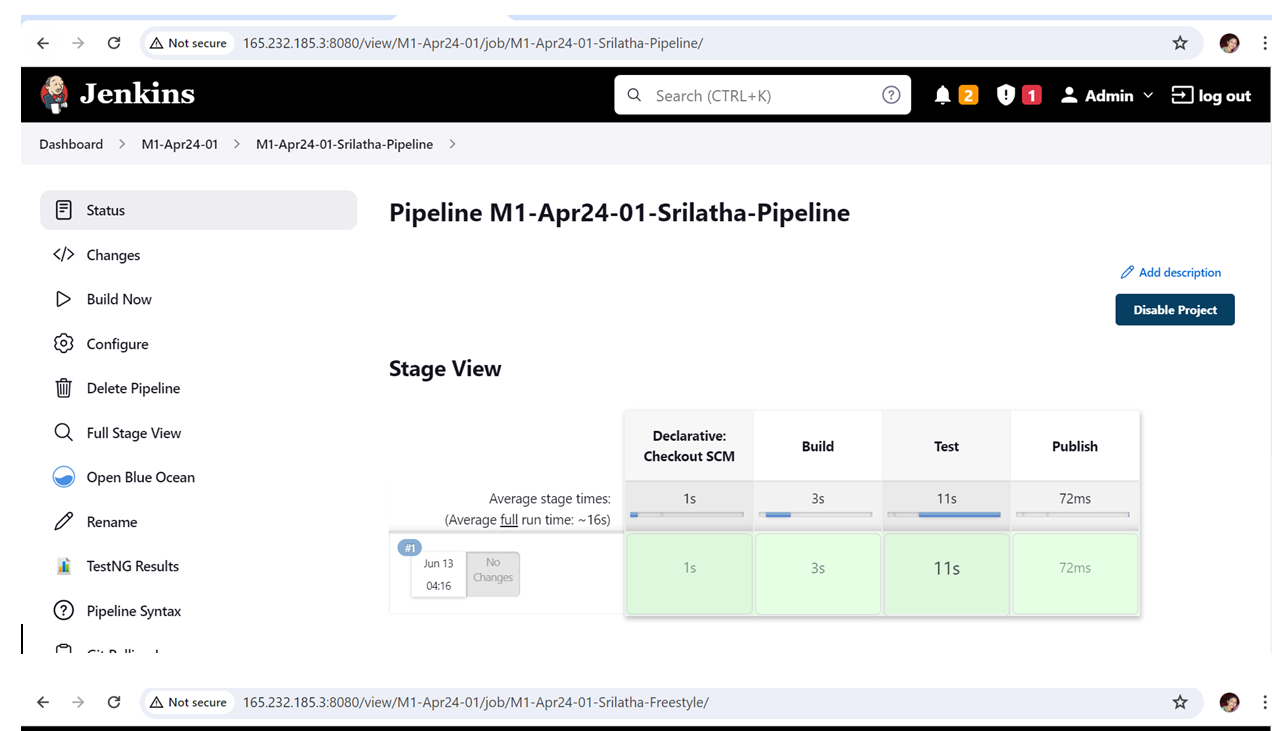 Not secure 165.232.185.3:8080/view/M1-Apr24-01/job/M1-Apr24-01-Srilatha-Pipeline/
Jenkins Search (CTRL+K) 2 1 Admin log out
Dashboard M1-Apr24-01 M1-Apr24-01-Srilatha-Pipeline
Status
Changes
Build Now
Configure
Delete Pipeline
Full Stage View
Open Blue Ocean
Rename
TestNG Results
Pipeline Syntax
Pipeline M1-Apr24-01-Srilatha-Pipeline
Add description
Disable Project
Stage View
Declarative: Checkout SCM Build Test Publish
Average stage times: 1s 3s 11s 72ms
(Average full run time: ~16s)
#1
Jun 13 04:16 No Changes 1s 3s 11s 72ms
Not secure 165.232.185.3:8080/view/M1-Apr24-01/job/M1-Apr24-01-Srilatha-Freestyle/